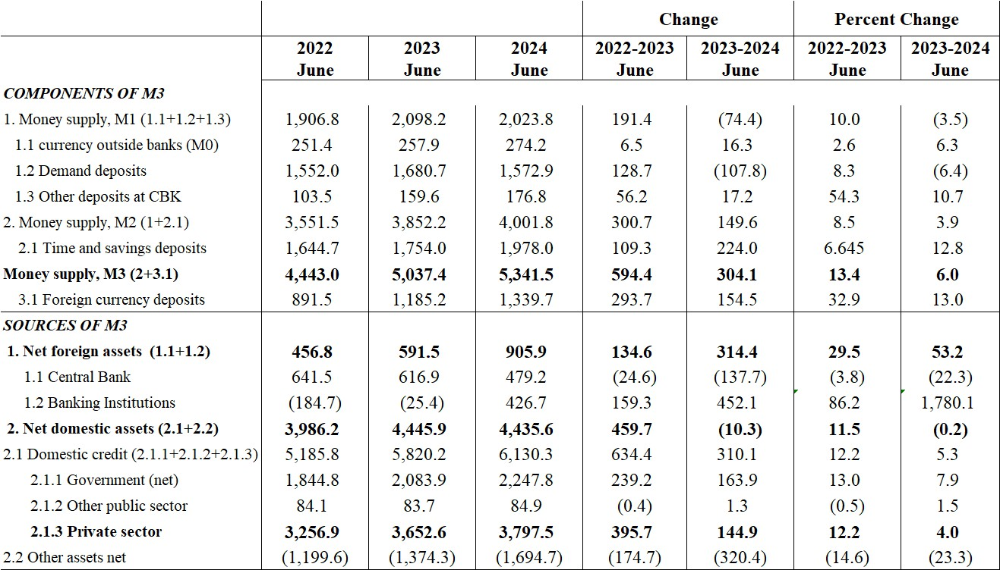 Change Percent Change
2022 2023 2024 2022-2023 2023-2024 2022-2023 2023-2024
June June June June June June June
COMPONENTS OF M3
1. Money supply, M1 (1.1+1.2+1.3) 1,906.8 2,098.2 2,023.8 191.4 (74.4) 10.0 (3.5)
1.1 currency outside banks (M0) 251.4 257.9 274.2 6.5 16.3 2.6 6.3
1.2 Demand deposits 1,552.0 1,680.7 1,572.9 128.7 (107.8) 8.3 (6.4)
1.3 Other deposits at CBK 103.5 159.6 176.8 56.2 17.2 54.3 10.7
2. Money supply, M2 (1+2.1) 3,551.5 3,852.2 4,001.8 300.7 149.6 8.5 3.9
2.1 Time and savings deposits 1,644.7 1,754.0 1,978.0 109.3 224.0 6.645 12.8
Money supply, M3 (2+3.1) 4,443.0 5,037.4 5,341.5 594.4 304.1 13.4 6.0
3.1 Foreign currency deposits 891.5 1,185.2 1,339.7 293.7 154.5 32.9 13.0
SOURCES OF M3
1. Net foreign assets (1.1+1.2) 456.8 591.5 905.9 134.6 314.4 29.5 53.2
1.1 Central Bank 641.5 616.9 479.2 (24.6) (137.7) (3.8) (22.3)
1.2 Banking Institutions (184.7) (25.4) 426.7 159.3 452.1 86.2 1,780.1
2. Net domestic assets (2.1+2.2) 3,986.2 4,445.9 4,435.6 459.7 (10.3) 11.5 (0.2)
2.1 Domestic credit (2.1.1+2.1.2+2.1.3) 5,185.8 5,820.2 6,130.3 634.4 310.1 12.2 5.3
2.1.1 Government (net) 1,844.8 2,083.9 2,247.8 239.2 163.9 13.0 7.9
2.1.2 Other public sector 84.1 83.7 84.9 (0.4) 1.3 (0.5) 1.5
2.1.3 Private sector 3,256.9 3,652.6 3,797.5 395.7 144.9 12.2 4.0
2.2 Other assets net (1,199.6) (1,374.3) (1,694.7) (174.7) (320.4) (14.6) (23.3)